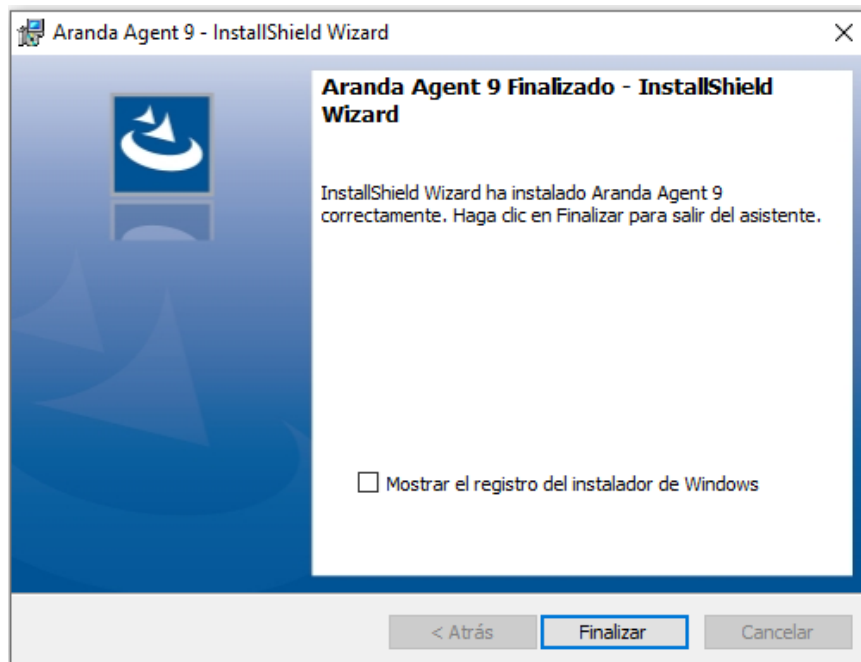 Aranda Agent 9 - InstallShield Wizard
Aranda Agent 9 Finalizado - InstallShield
Wizard
InstallShield Wizard ha instalado Aranda Agent 9
correctamente. Haga clic en Finalizar para salir del asistente.
Mostrar el registro del instalador de Windows
< Atrás
Finalizar
Cancelar